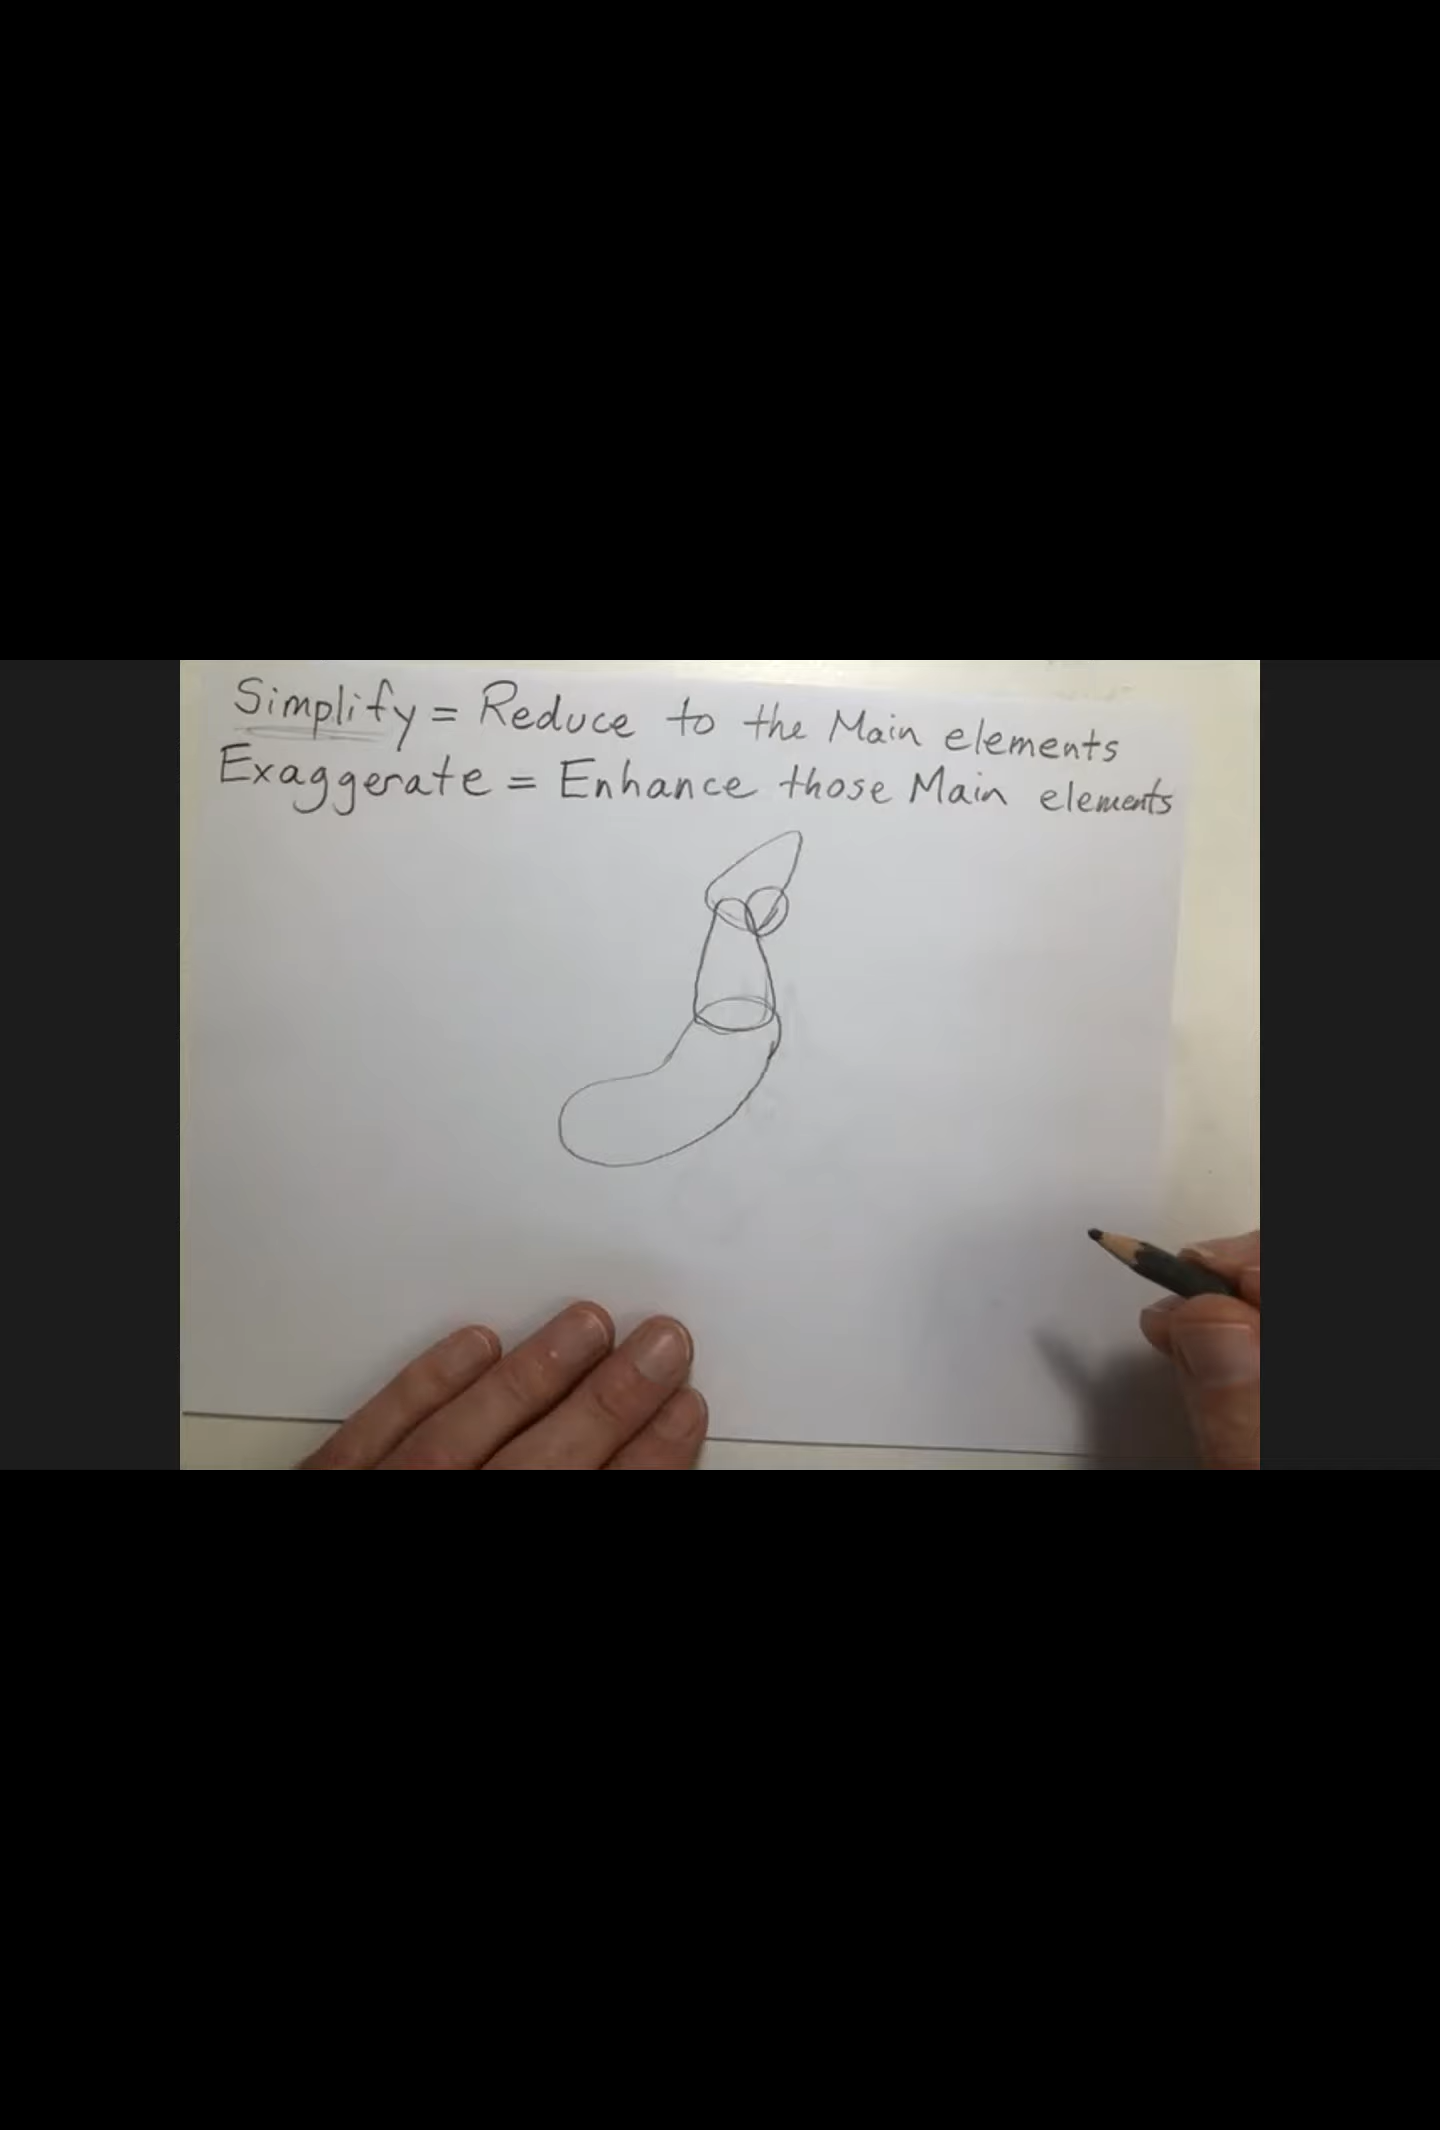 Simplify = Reduce to the Main elements
Exaggerate = Enhance those Main elements